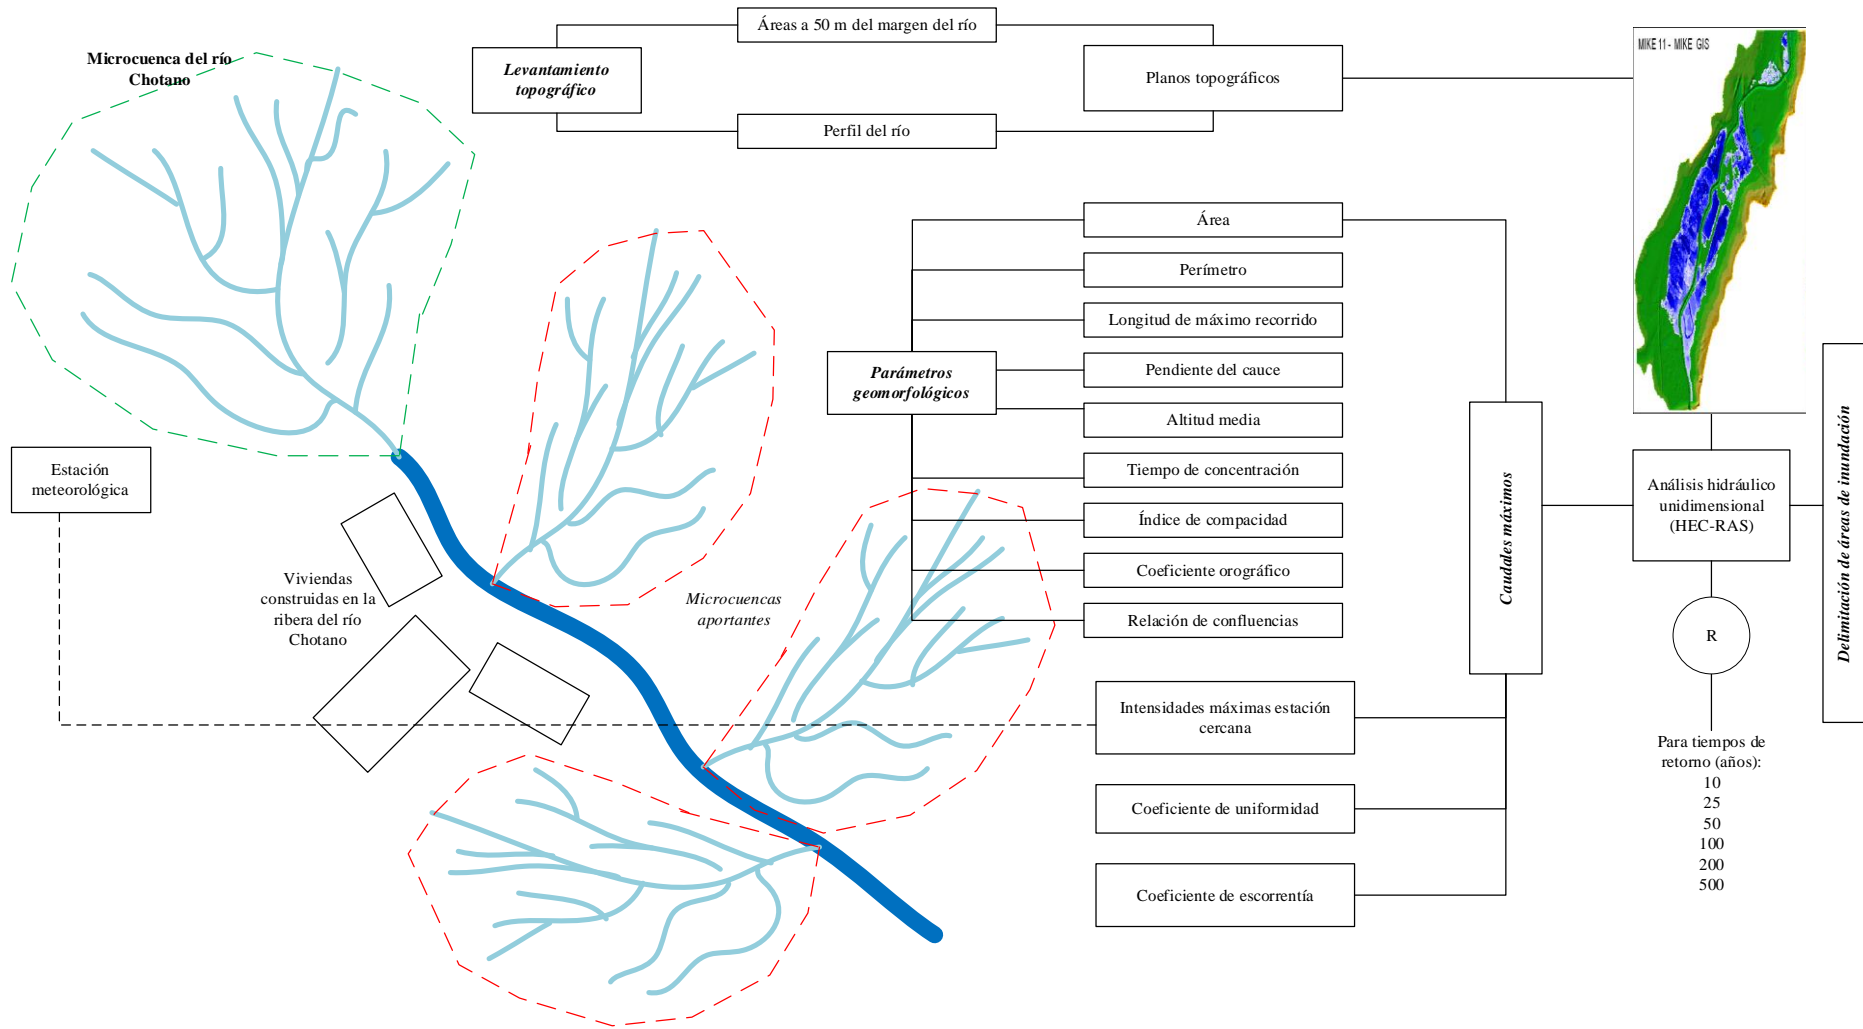 Microcuenca del río
Chotano
Áreas a 50 m del margen del río
Levantamiento
topográfico
Planos topográficos
Perfil del río
MIKE 11 - MIKE GIS
Área
Perímetro
Longitud de máximo recorrido
Parámetros
geomorfológicos
Pendiente del cauce
Altitud media
Tiempo de concentración
Índice de compacidad
Coeficiente orográfico
Relación de confluencias
Estación
meteorológica
Viviendas
construidas en la
ribera del río
Chotano
Microcuencas
aportantes
Intensidades máximas estación
cercana
Coeficiente de uniformidad
Coeficiente de escorrentía
Caudales máximos
Análisis hidráulico
unidimensional
(HEC-RAS)
R
Para tiempos de
retorno (años):
10
25
50
100
200
500
Delimitación de áreas de inundación